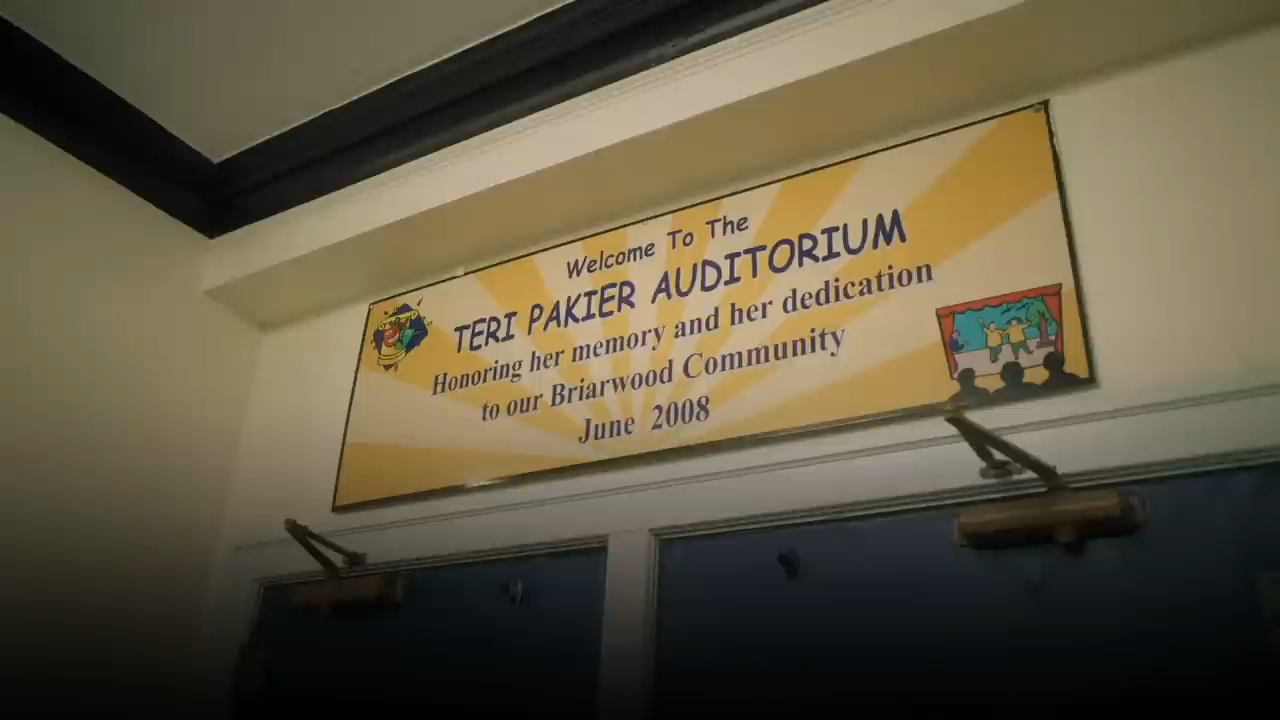 Welcome To The
TERI PAKIER AUDITORIUM
Honoring her memory and her dedication
to our Briarwood Community
June 2008